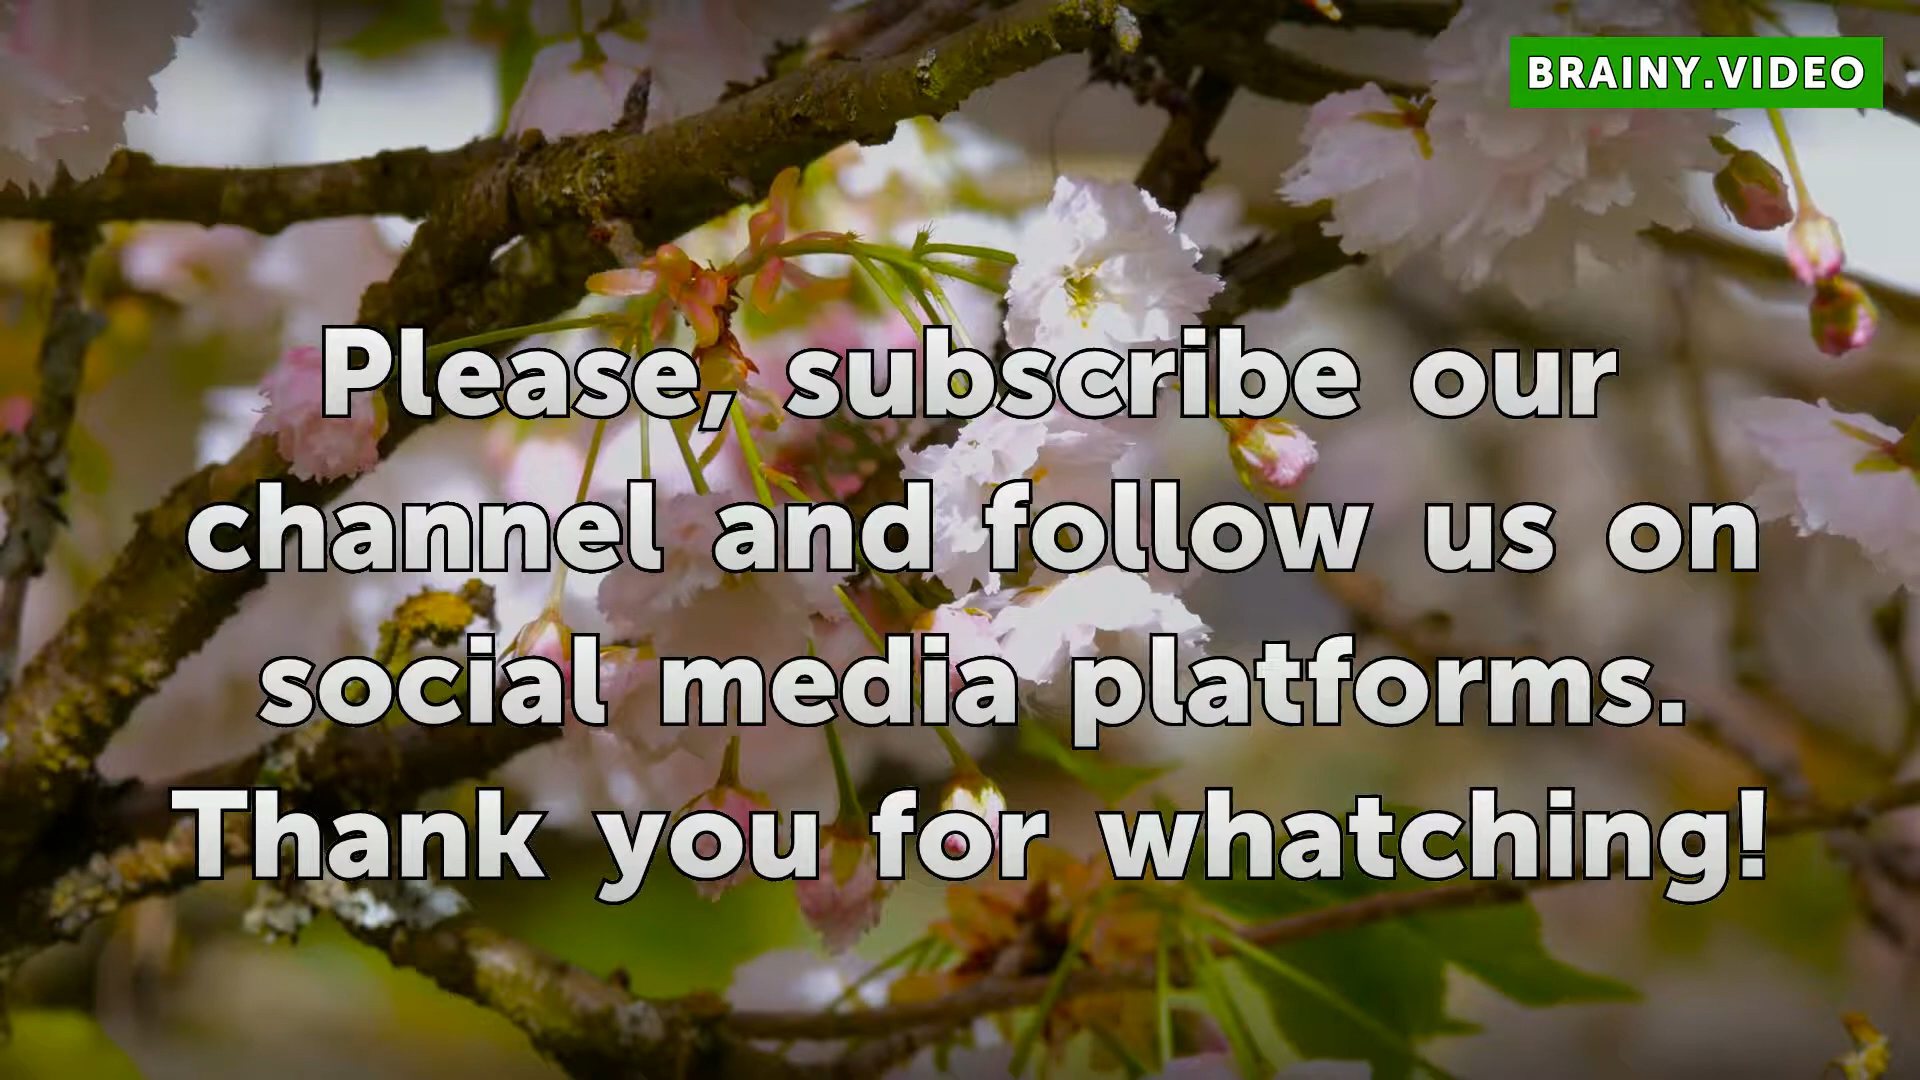 BRAINY.VIDEO
Please, subscribe our
channel and follow us on
social media platforms.
Thank you for whatching!